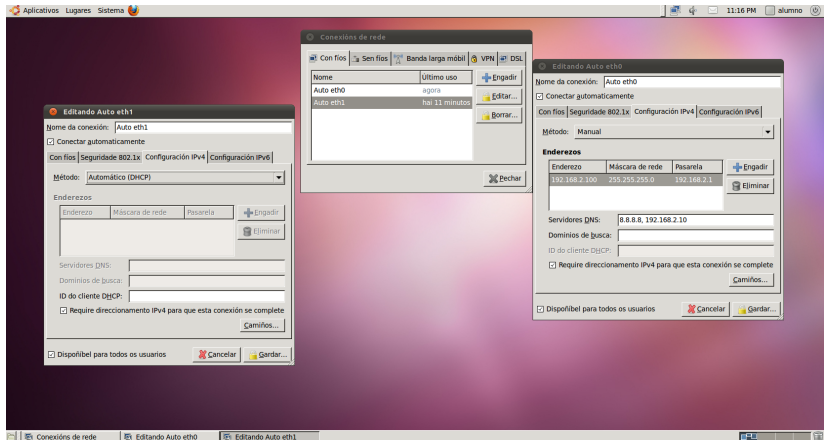 Aplicativos Lugares Sistema
11:16 PM alumno
Conexións de rede
Con fíos Sen fíos Banda larga móbil VPN DSL
Nome Último uso
Auto eth0 agora
Auto eth1 hai 11 minutos
Engadir
Editar...
Borrar...
Pechar
Editando Auto eth1
Nome da conexión: Auto eth1
Conectar automaticamente
Con fíos Seguridade 802.1x Configuración IPv4 Configuración IPv6
Método: Automático (DHCP)
Enderezos
Enderezo Máscara de rede Pasarela
Engadir
Eliminar
Servidores DNS:
Dominios de busca:
ID do cliente DHCP:
Require direccionamento IPv4 para que esta conexión se complete
Camiños...
Dispoñíbel para todos os usuarios
Cancelar Gardar...
Editando Auto eth0
Nome da conexión: Auto eth0
Conectar automaticamente
Con fíos Seguridade 802.1x Configuración IPv4 Configuración IPv6
Método: Manual
Enderezos
Enderezo Máscara de rede Pasarela
192.168.2.100 255.255.255.0 192.168.2.1
Engadir
Eliminar
Servidores DNS: 8.8.8.8, 192.168.2.10
Dominios de busca:
ID do cliente DHCP:
Require direccionamento IPv4 para que esta conexión se complete
Camiños...
Dispoñíbel para todos os usuarios
Cancelar Gardar...
Conexións de rede Editando Auto eth0 Editando Auto eth1